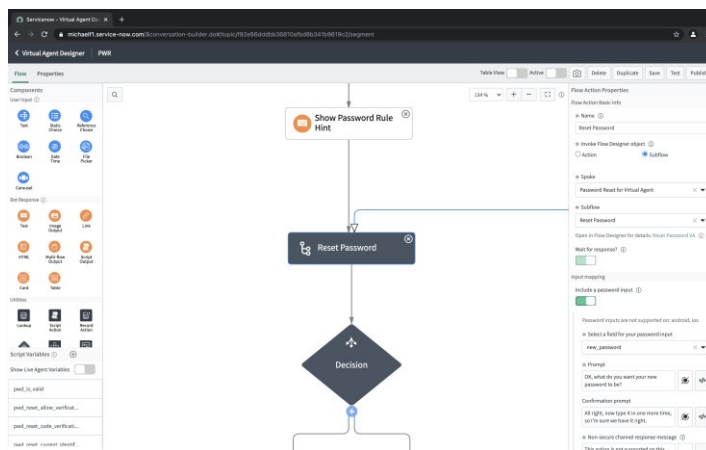 Servicenow - Virtual Agent De
michaelf1.service-now.com/$conversation-builder.do#/topic/f92e86dddbb36810afbd8b341b9619c2/segment
Virtual Agent Designer
PWR
Flow
Properties
Table View
Active
Delete
Duplicate
Save
Test
Publish
Components
User Input
Text
Static Choice
Reference Choice
Boolean
Date Time
File Picker
Carousel
Bot Response
Text
Image Output
Link
HTML
Multi-Row Output
Script Output
Card
Table
Utilities
Lookup
Script Action
Record Action
Script Variables
Show Live Agent Variables
pwd_is_valid
pwd_reset_allow_verificat...
pwd_reset_code_verificati...
pwd_reset_current_identif...
134%
Show Password Rule
Hint
Reset Password
Decision
Flow Action Properties
Flow Action Basic Info
Name
Reset Password
Invoke Flow Designer object
Action
Subflow
Spoke
Password Reset for Virtual Agent
Subflow
Reset Password
Open in Flow Designer for details: Reset Password VA
Wait for response?
Input mapping
Include a password input
Password inputs are not supported on: android, ios
Select a field for your password input
new_password
Prompt
OK, what do you want your new
password to be?
Confirmation prompt
All right, now type it in one more time,
so I'm sure we have it right.
Non-secure channel response message
This action is not supported on this